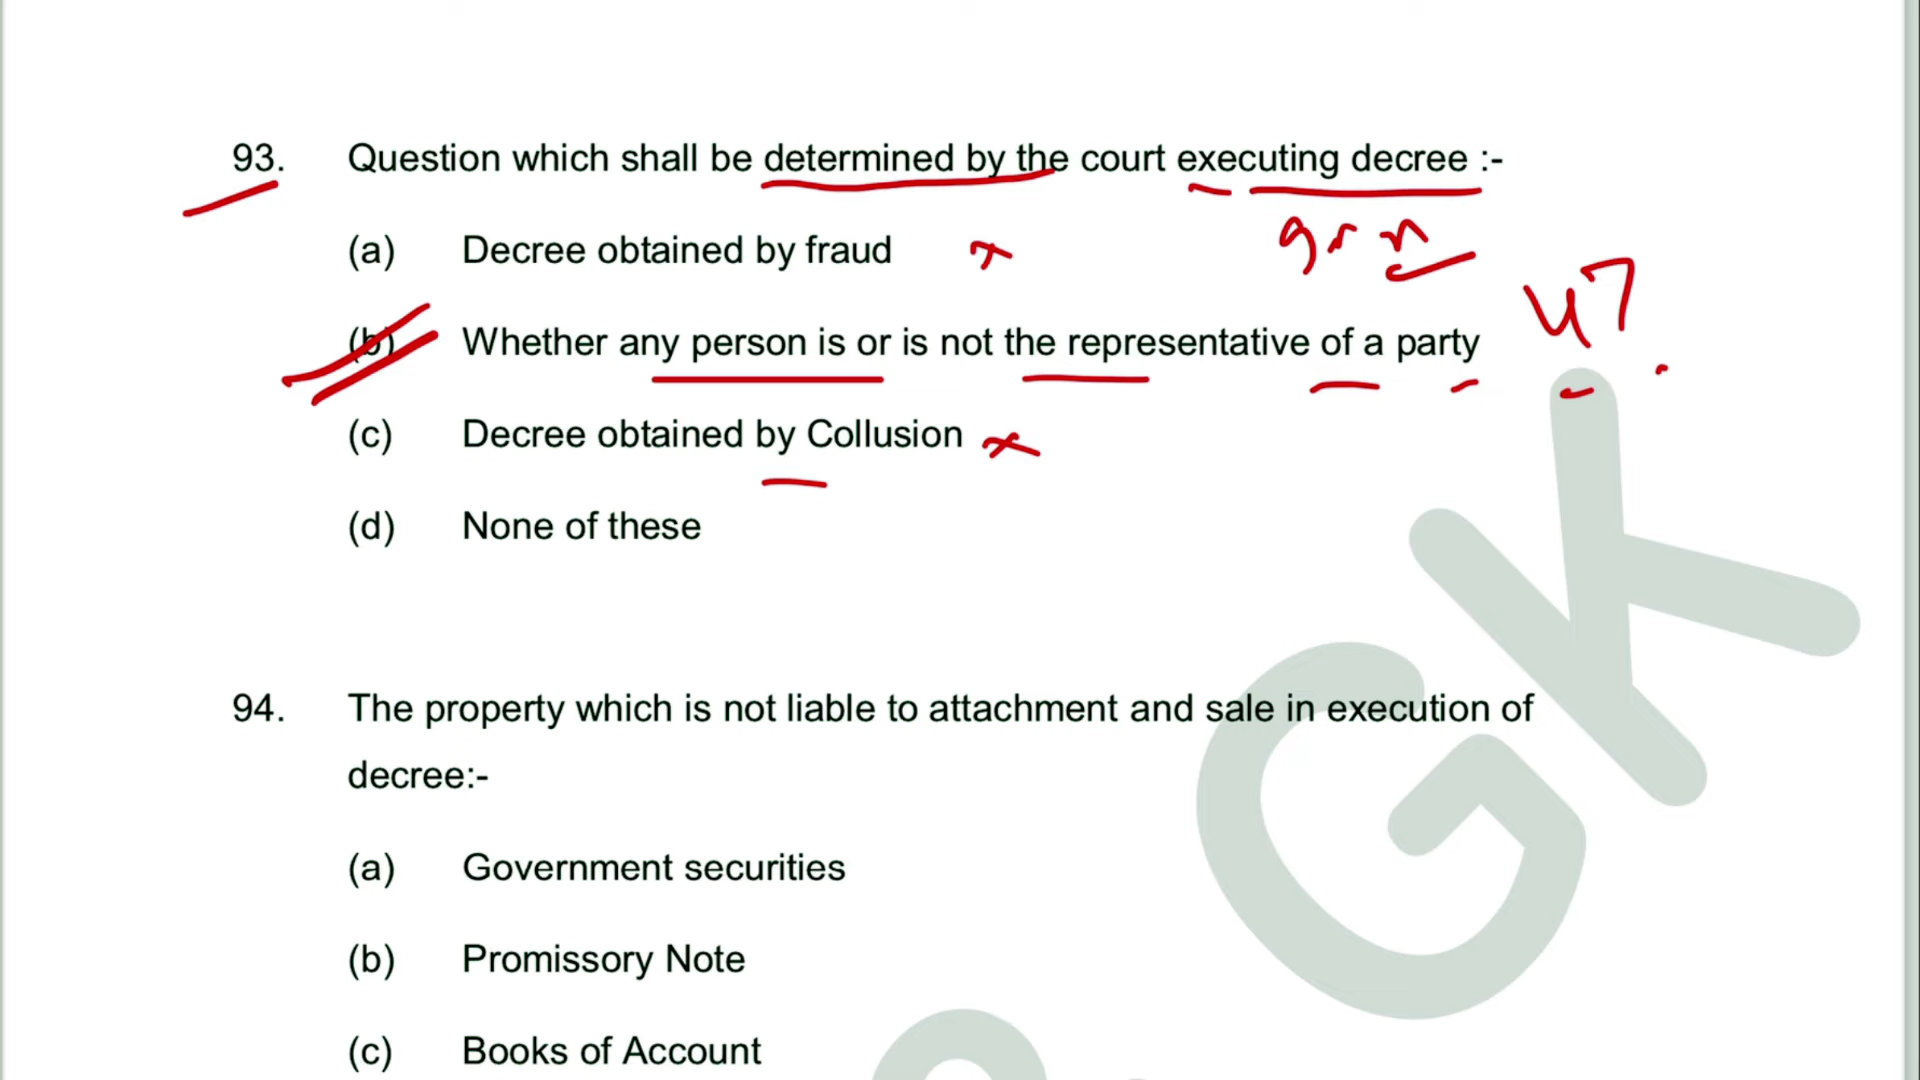 93. Question which shall be determined by the court executing decree :-
(a) Decree obtained by fraud
(b) Whether any person is or is not the representative of a party
47
(c) Decree obtained by Collusion
(d) None of these
94. The property which is not liable to attachment and sale in execution of
decree:-
(a) Government securities
(b) Promissory Note
(c) Books of Account
GK